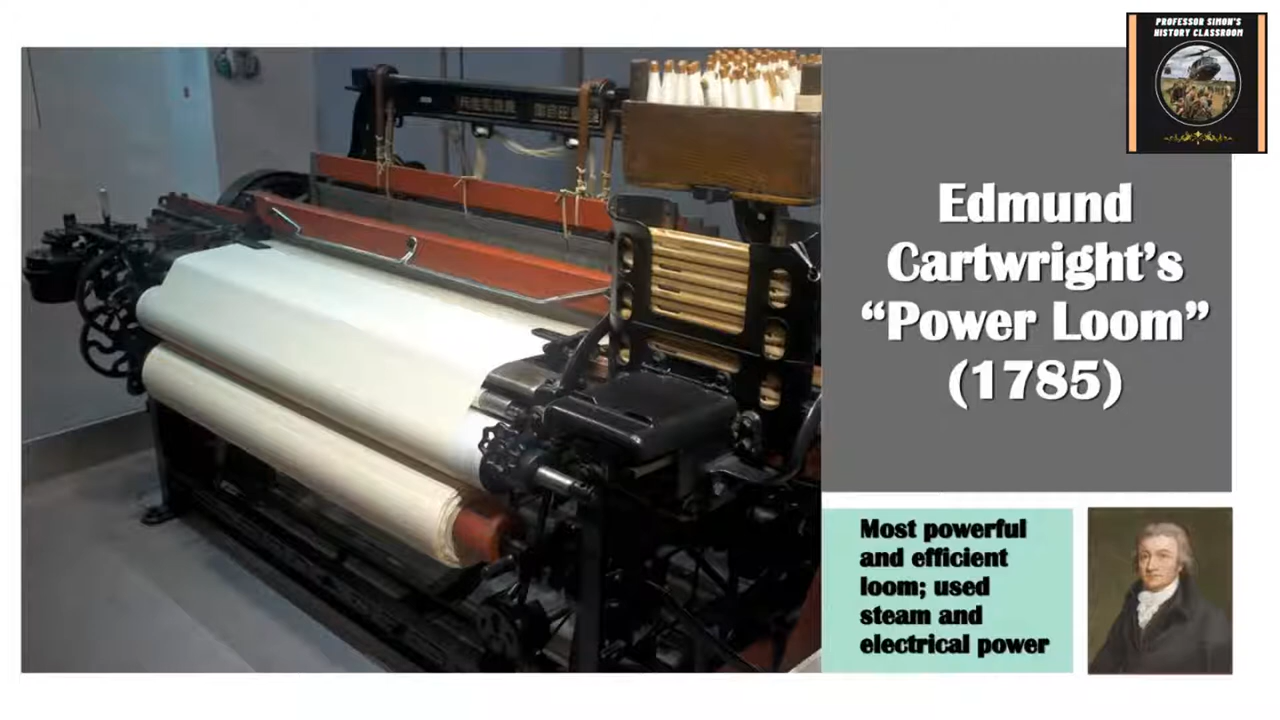 PROFESSOR SIMON'S
HISTORY CLASSROOM
Edmund
Cartwright's
“Power Loom”
(1785)
Most powerful
and efficient
loom; used
steam and
electrical power